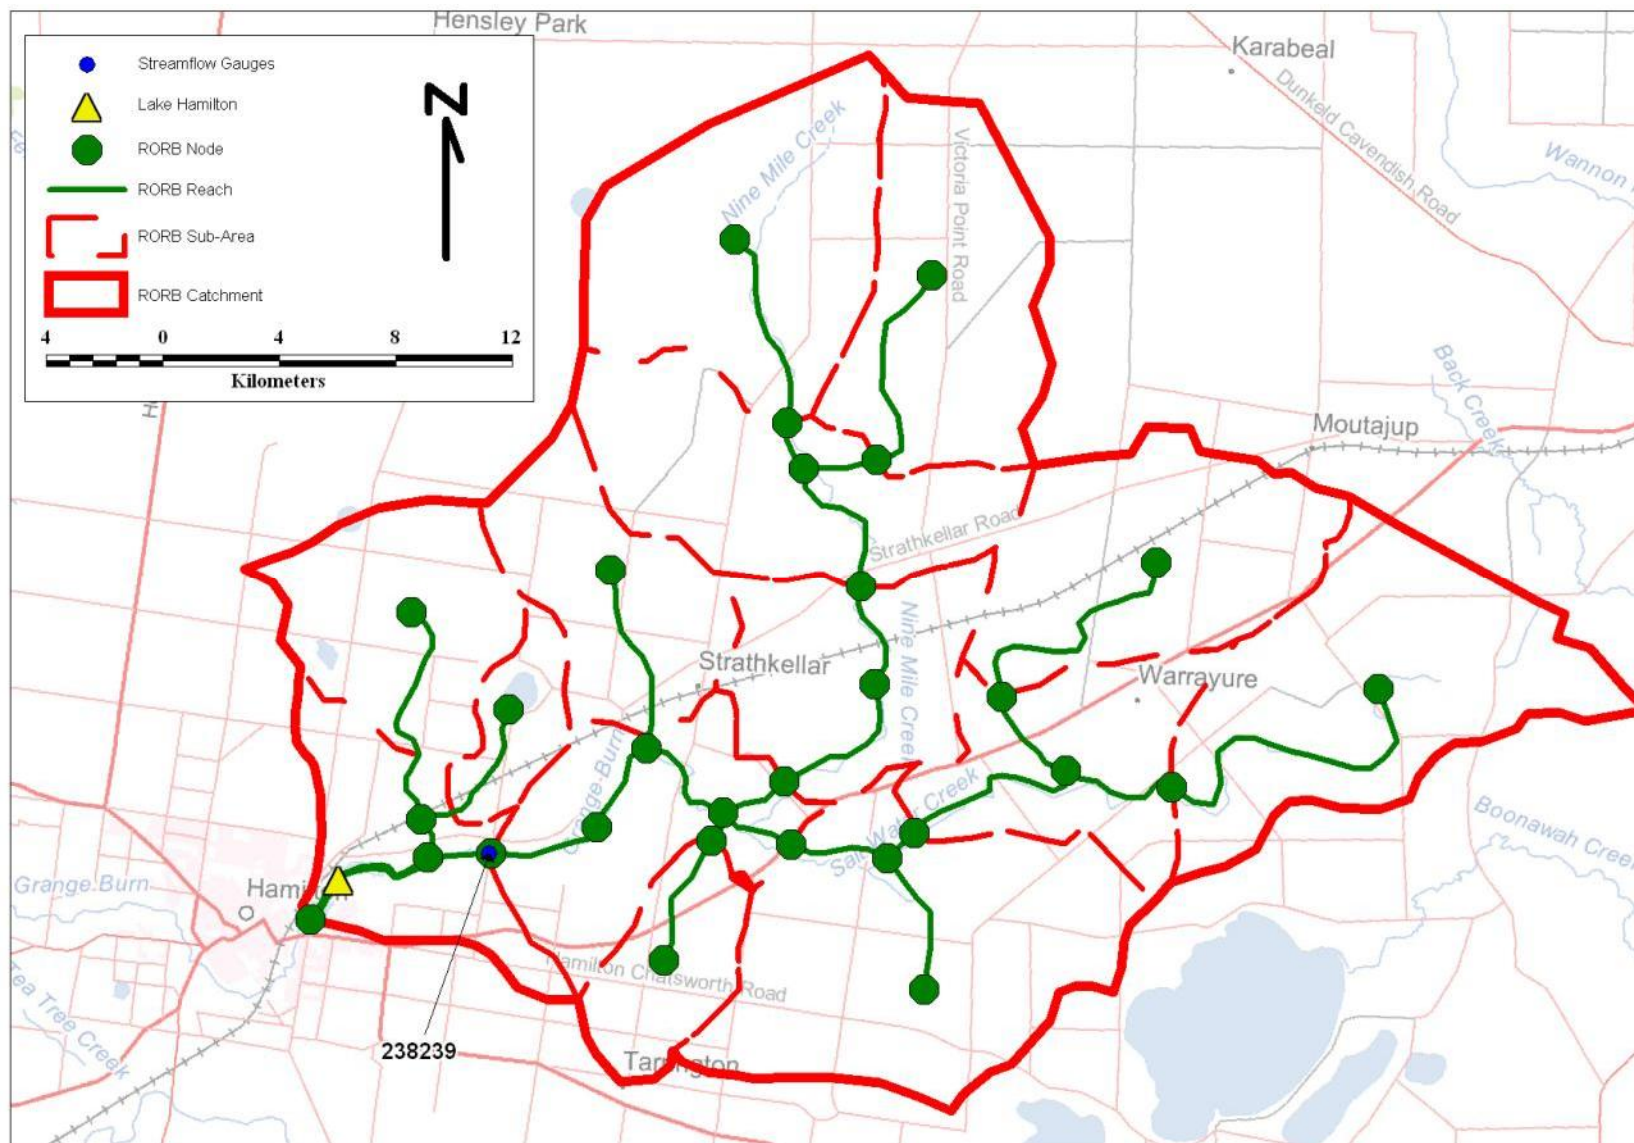 Hensley Park
Karabeal
Dunkeld Cavendish Road
Wannon
Streamflow Gauges
Lake Hamilton
RORB Node
RORB Reach
RORB Sub-Area
RORB Catchment
4 0 4 8 12
Kilometers
N
Nine Mile Creek
Victoria Point Road
Back Creek
Moutajup
Strathkellar Road
Nine Mile Creek
Strathkellar
Warrayure
Grange Burn
Salt Water Creek
Boonawah Creek
Grange Burn
Hamilton
Hamilton Chatsworth Road
Tea Tree Creek
238239
Tarrington